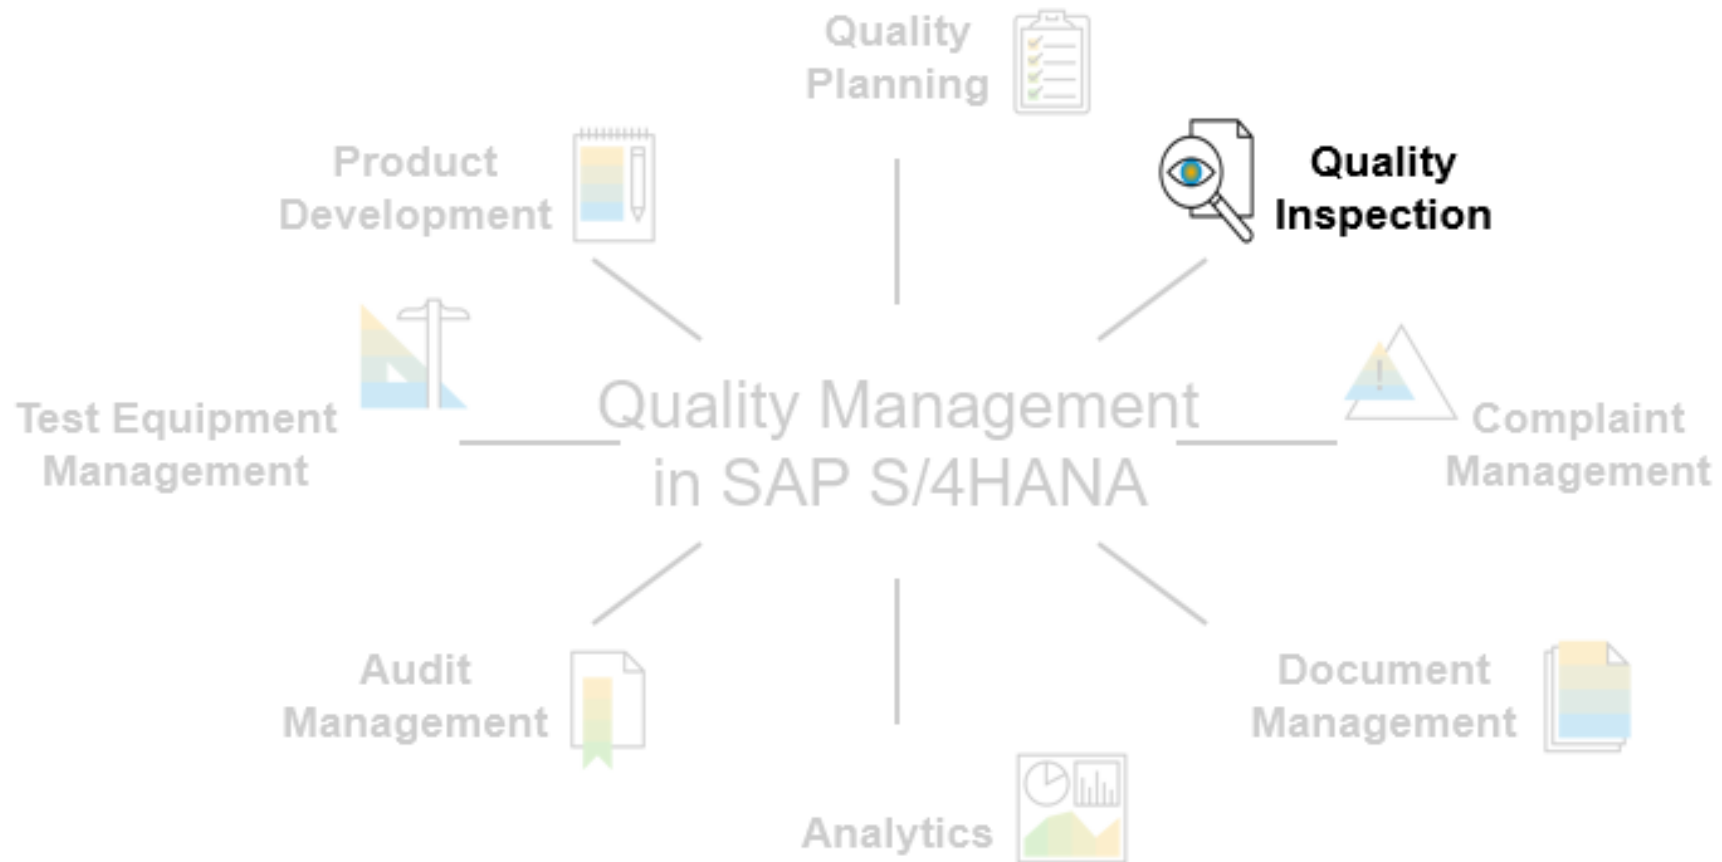 Quality
Planning
Product
Development
Quality
Inspection
Test Equipment
Management
Quality Management
in SAP S/4HANA
Complaint
Management
Audit
Management
Document
Management
Analytics